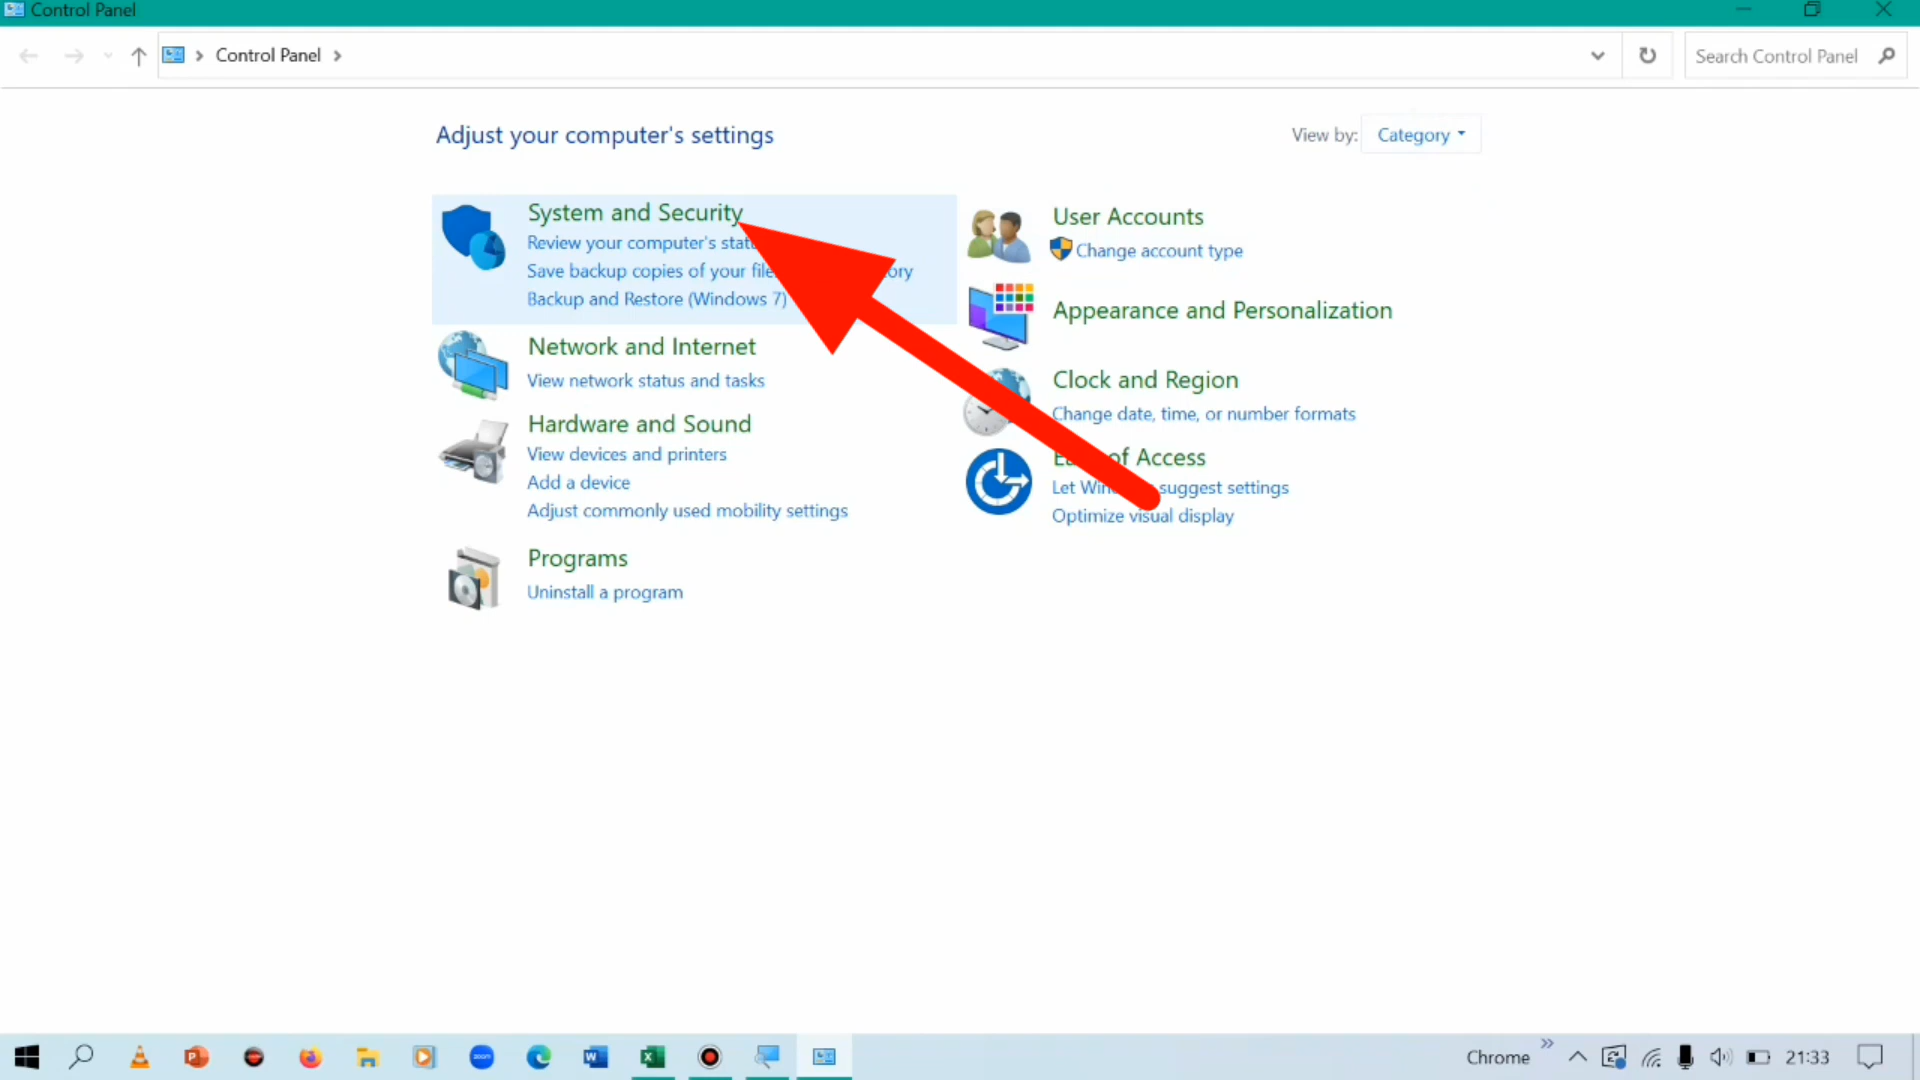 Control Panel
Control Panel
Search Control Panel
Adjust your computer's settings
View by: Category
System and Security
Review your computer's
Save backup copies of your
Backup and Restore (Windows 7)
Network and Internet
View network status and tasks
Hardware and Sound
View devices and printers
Add a device
Adjust commonly used mobility settings
Programs
Uninstall a program
User Accounts
Change account type
Appearance and Personalization
Clock and Region
Change date, time, or number formats
of Access
Let suggest settings
Optimize visual display
zoom
Chrome
21:33